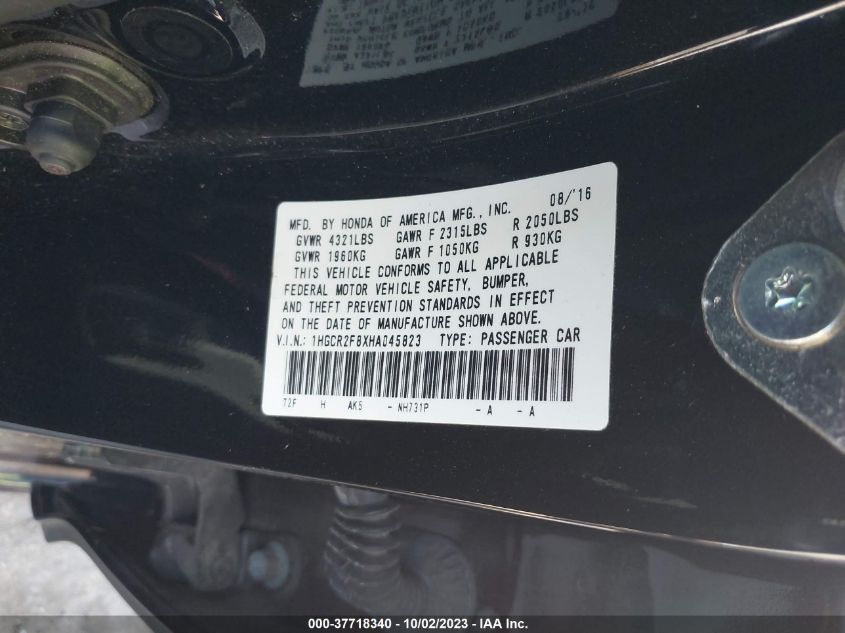 08/'16
MFD. BY HONDA OF AMERICA MFG., INC.
GVWR 4321LBS GAWR F 2315LBS R 2050LBS
GVWR 1960KG GAWR F 1050KG R 930KG
THIS VEHICLE CONFORMS TO ALL APPLICABLE
FEDERAL MOTOR VEHICLE SAFETY, BUMPER,
AND THEFT PREVENTION STANDARDS IN EFFECT
ON THE DATE OF MANUFACTURE SHOWN ABOVE.
V.I.N.: 1HGCR2F8XHA045823 TYPE: PASSENGER CAR
T2F H AK5 - NH731P - A - A
000-37718340 - 10/02/2023 - IAA Inc.